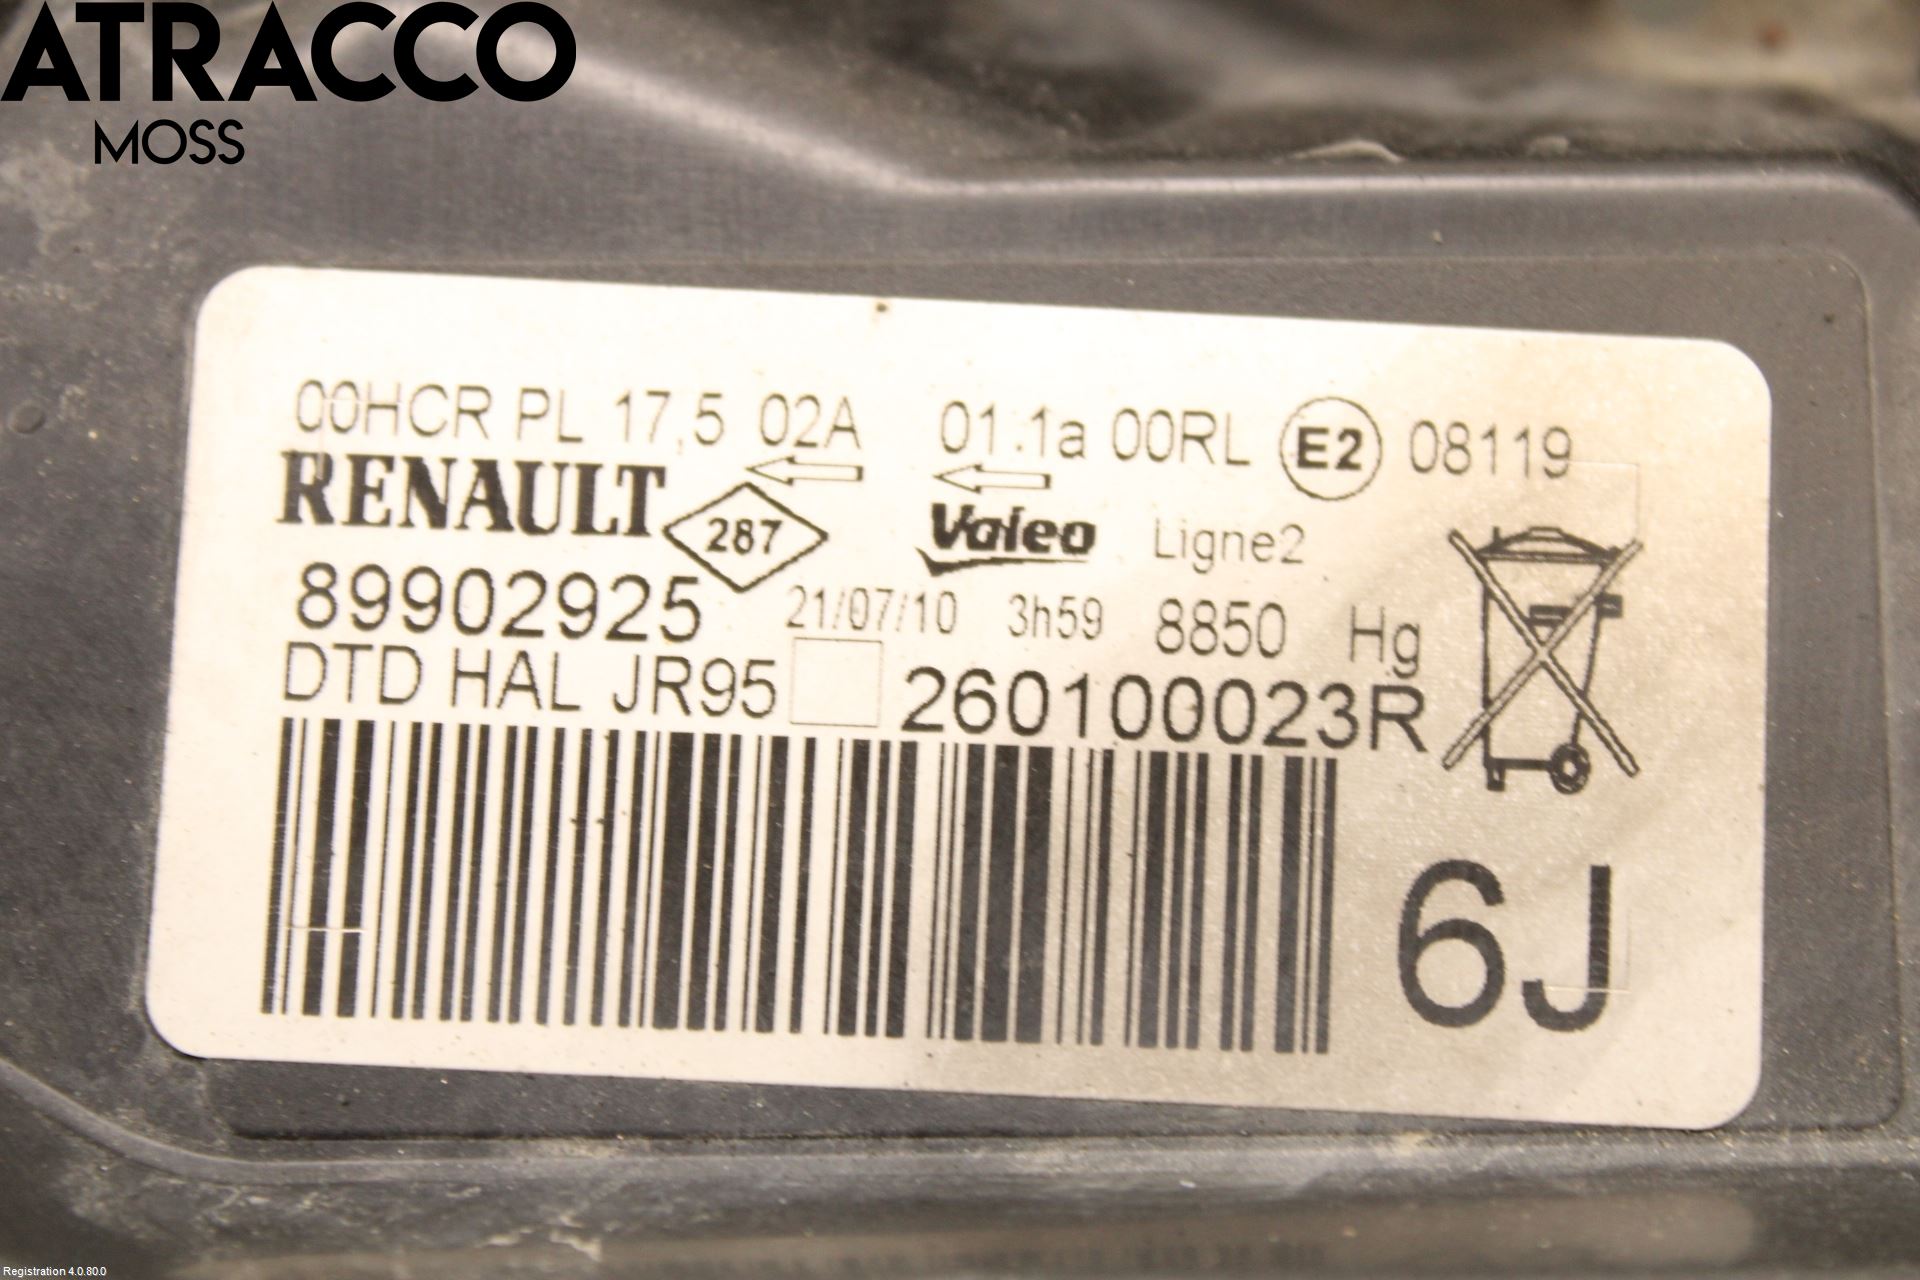 ATRACCO
MOSS
00HCR PL 17,5 02A 01.1a 00RL E2 08119
RENAULT 287 Valeo Ligne2
89902925 21/07/10 3h59 8850 Hg
DTD HAL JR95 260100023R
6J
Registration 4.0.80.0